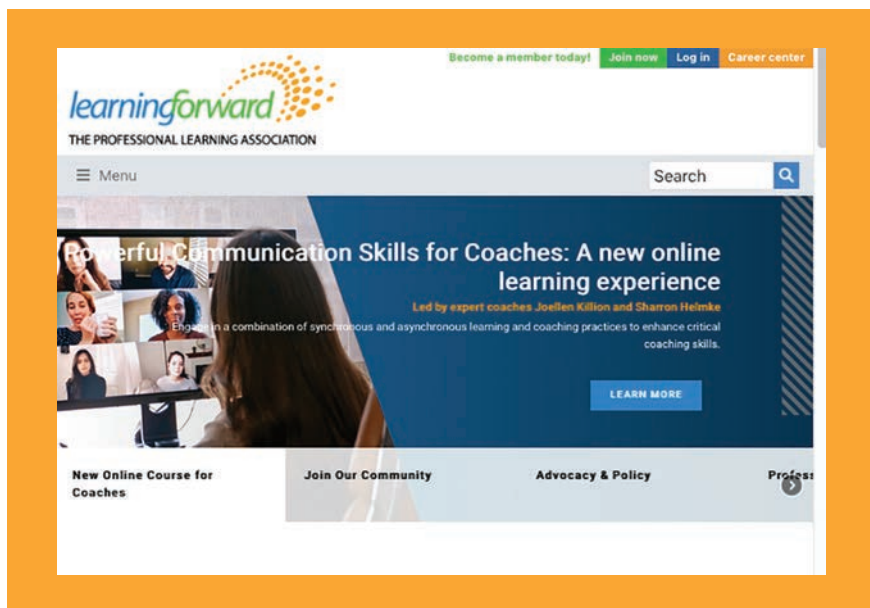 Become a member today! Join now Log in Career center
learningforward
THE PROFESSIONAL LEARNING ASSOCIATION
Menu
Search
Powerful Communication Skills for Coaches: A new online
learning experience
Led by expert coaches Joellen Killion and Sharron Helmke
Engage in a combination of synchronous and asynchronous learning and coaching practices to enhance critical
coaching skills.
LEARN MORE
New Online Course for
Coaches
Join Our Community
Advocacy & Policy
Profess